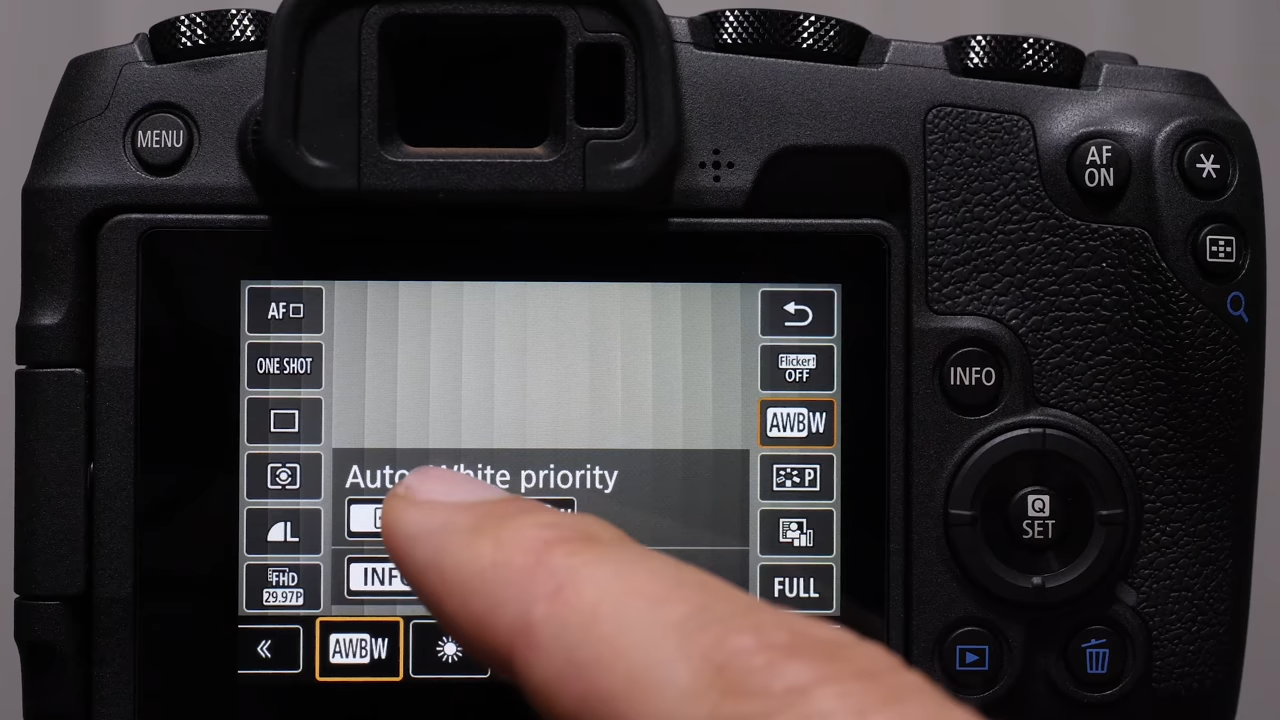 MENU
AF
ON
AF
ONE SHOT
L
FHD
29.97P
Flicker!
OFF
AWBW
P
FULL
Auto: White priority
INFO
AWBW
INFO
Q
SET